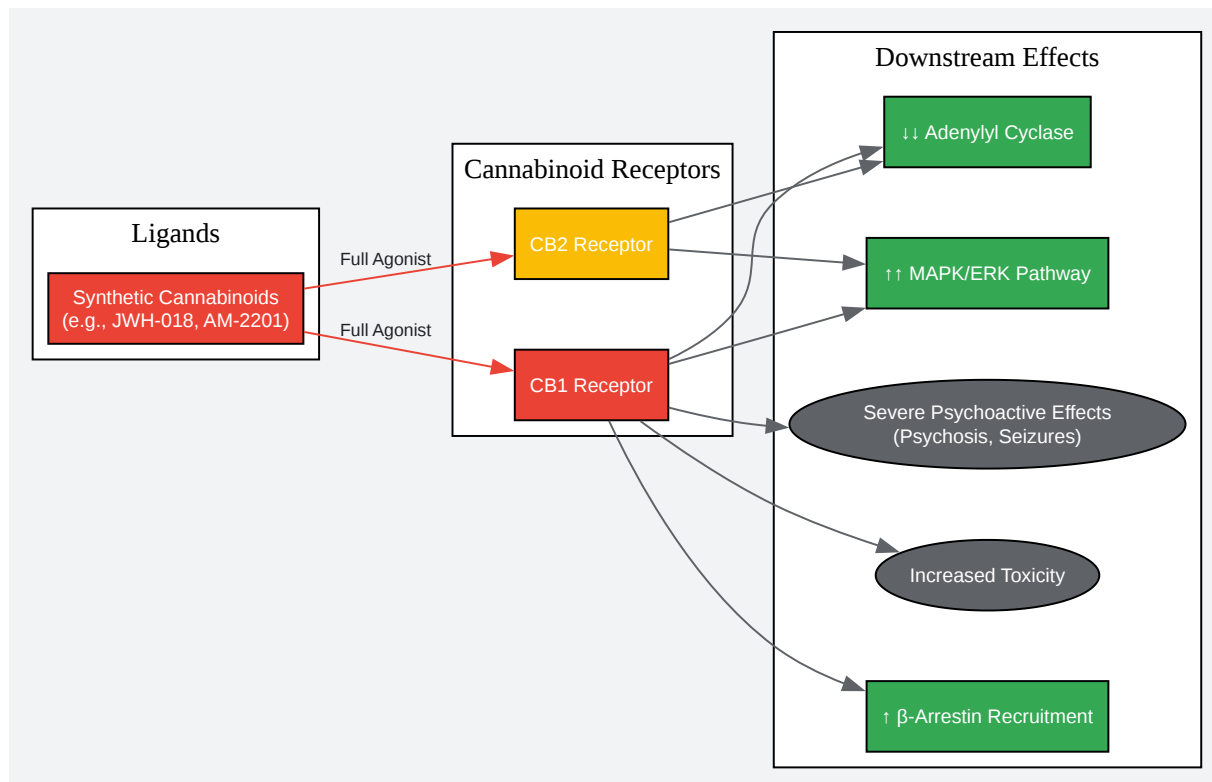 Ligands
Synthetic Cannabinoids
(e.g., JWH-018, AM-2201)
Full Agonist
Full Agonist
Cannabinoid Receptors
CB2 Receptor
CB1 Receptor
Downstream Effects
↓↓ Adenylyl Cyclase
↑↑ MAPK/ERK Pathway
Severe Psychoactive Effects
(Psychosis, Seizures)
Increased Toxicity
↑ β-Arrestin Recruitment